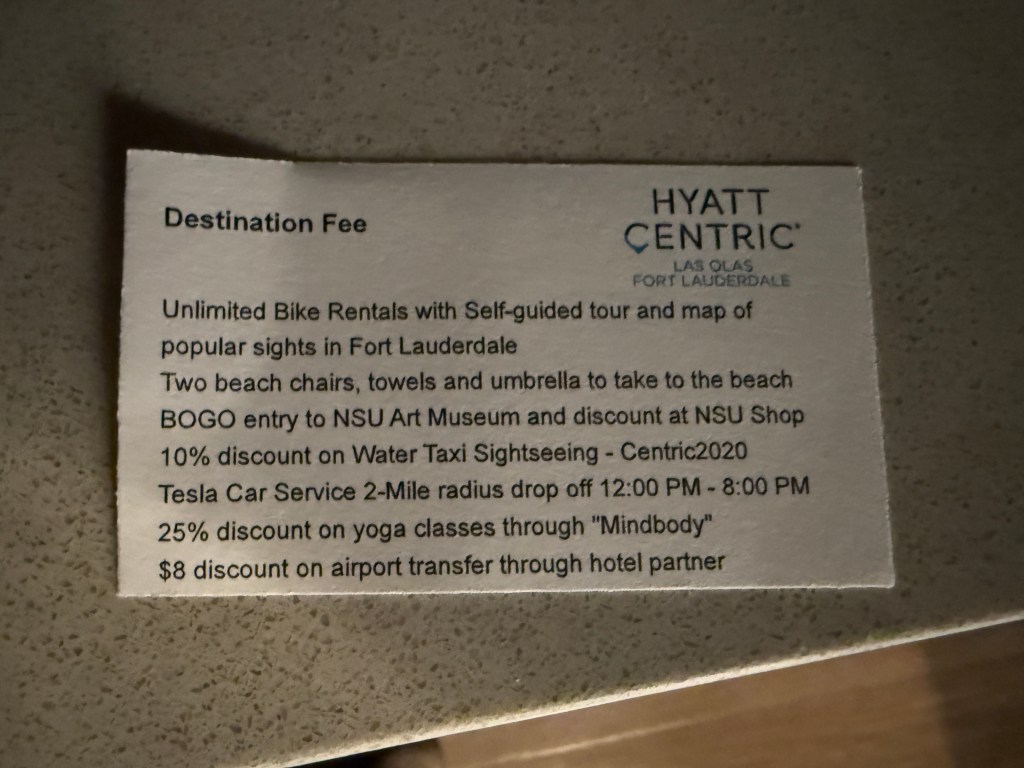 Destination Fee
HYATT
CENTRIC
LAS OLAS
FORT LAUDERDALE
Unlimited Bike Rentals with Self-guided tour and map of
popular sights in Fort Lauderdale
Two beach chairs, towels and umbrella to take to the beach
BOGO entry to NSU Art Museum and discount at NSU Shop
10% discount on Water Taxi Sightseeing - Centric2020
Tesla Car Service 2-Mile radius drop off 12:00 PM - 8:00 PM
25% discount on yoga classes through "Mindbody"
$8 discount on airport transfer through hotel partner